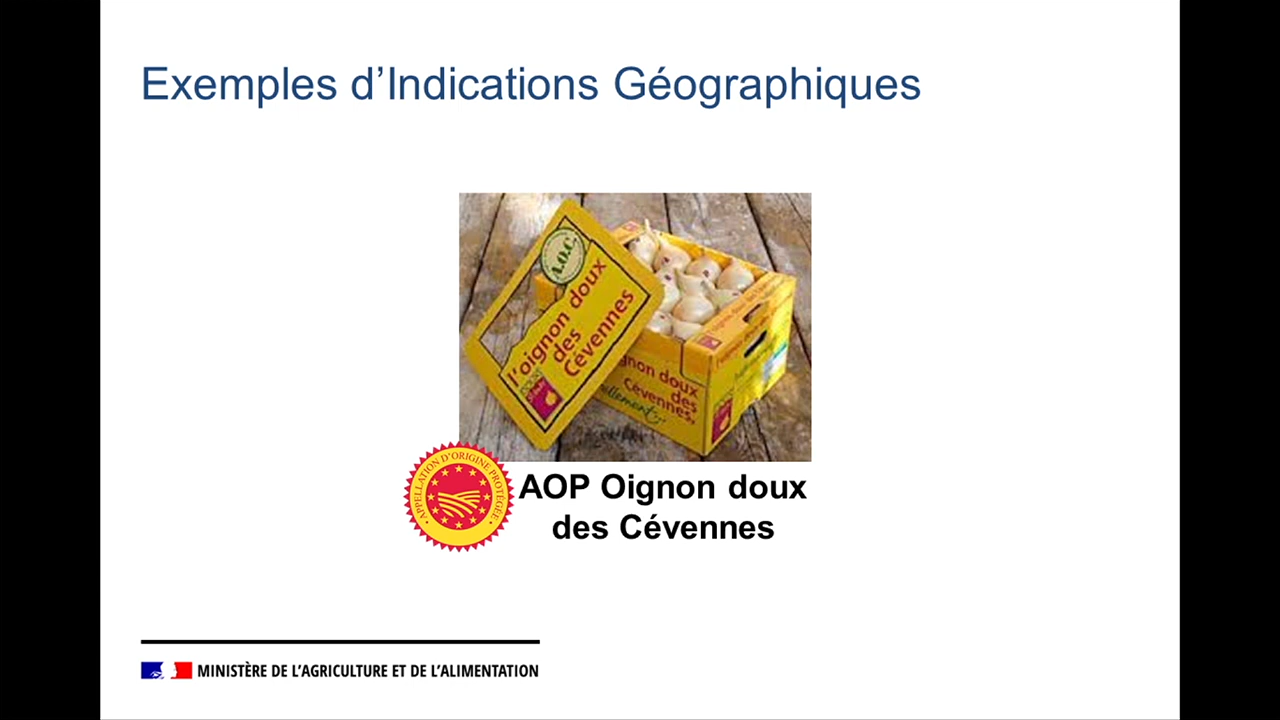 Exemples d’Indications Géographiques
A.O.C
l'oignon doux
des
Cévennes
gnon doux
des
Cévennes,
APPELLATION D'ORIGINE PROTÉGÉE
AOP Oignon doux
des Cévennes
MINISTÈRE DE L’AGRICULTURE ET DE L’ALIMENTATION